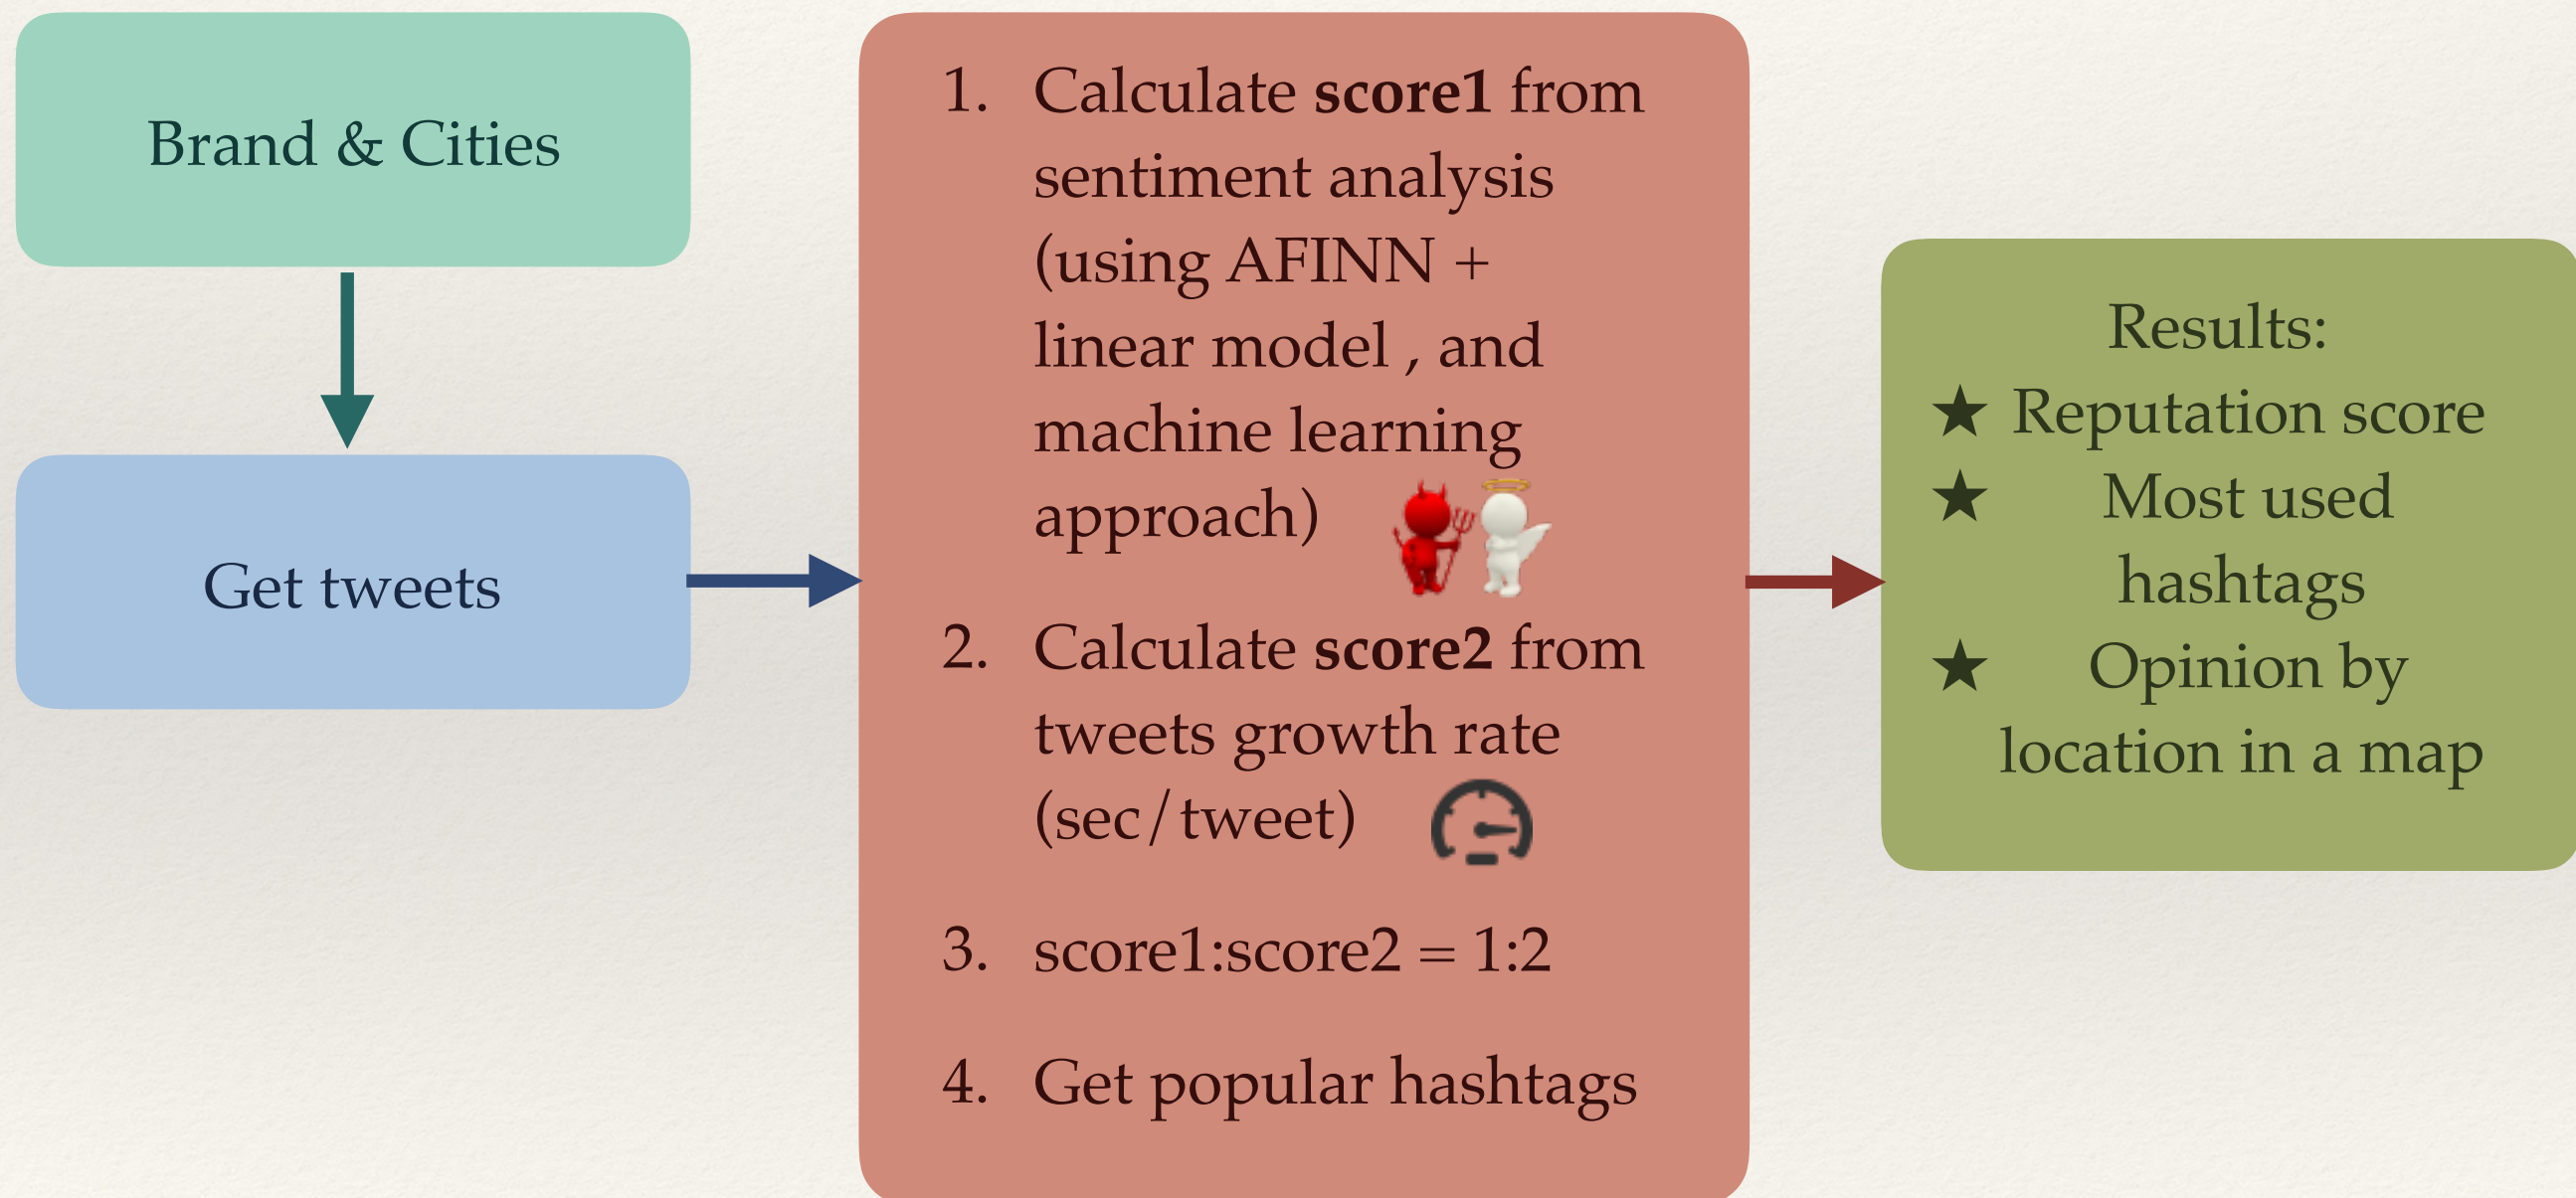 Brand & Cities
Get tweets
1. Calculate score1 from
sentiment analysis
(using AFINN +
linear model , and
machine learning
approach)
2. Calculate score2 from
tweets growth rate
(sec/tweet)
3. score1:score2 = 1:2
4. Get popular hashtags
Results:
★ Reputation score
★ Most used
hashtags
★ Opinion by
location in a map